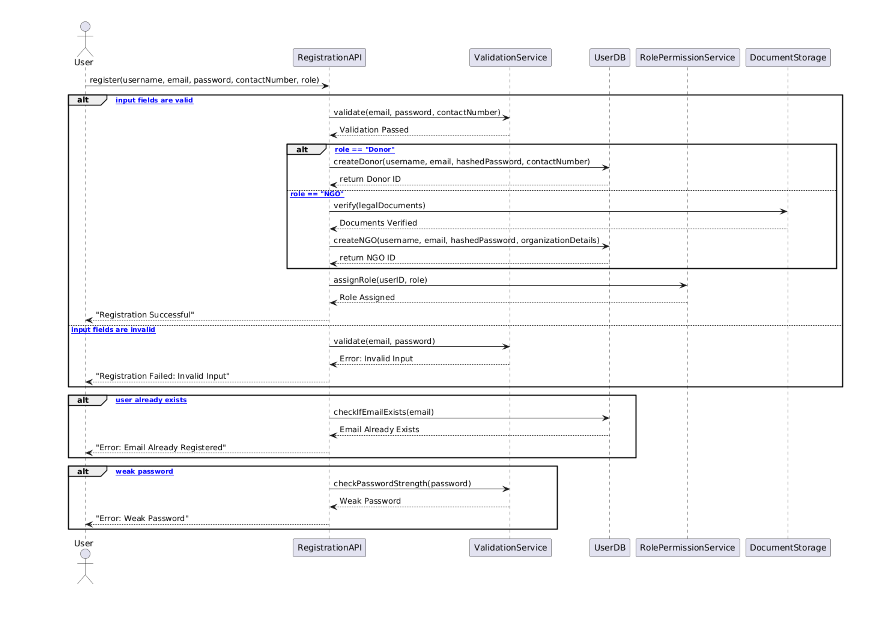 User
RegistrationAPI
ValidationService
UserDB
RolePermissionService
DocumentStorage
register(username, email, password, contactNumber, role)
alt
input fields are valid
validate(email, password, contactNumber)
Validation Passed
alt
role == "Donor"
createDonor(username, email, hashedPassword, contactNumber)
return Donor ID
role == "NGO"
verify(legalDocuments)
Documents Verified
createNGO(username, email, hashedPassword, organizationDetails)
return NGO ID
assignRole(userID, role)
Role Assigned
"Registration Successful"
input fields are invalid
validate(email, password)
Error: Invalid Input
"Registration Failed: Invalid Input"
alt
user already exists
checkIfEmailExists(email)
Email Already Exists
"Error: Email Already Registered"
alt
weak password
checkPasswordStrength(password)
Weak Password
"Error: Weak Password"
User
RegistrationAPI
ValidationService
UserDB
RolePermissionService
DocumentStorage